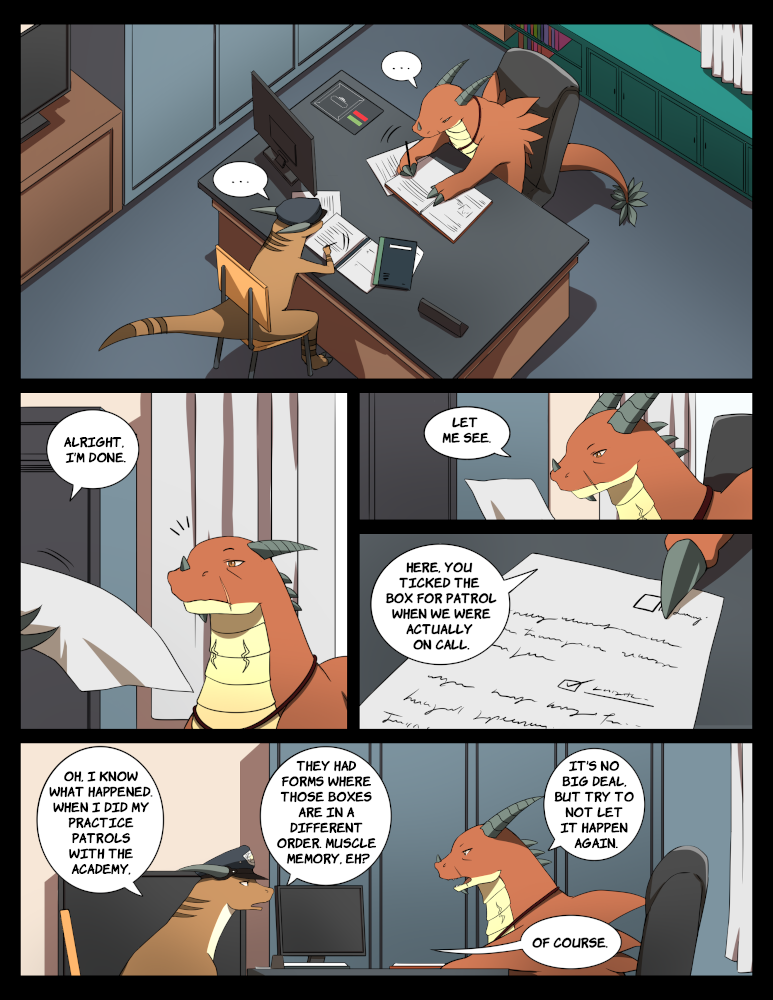 ...
...
ALRIGHT,
I'M DONE.
LET
ME SEE.
HERE, YOU
TICKED THE
BOX FOR PATROL
WHEN WE WERE
ACTUALLY
ON CALL.
OH, I KNOW
WHAT HAPPENED.
WHEN I DID MY
PRACTICE
PATROLS
WITH THE
ACADEMY,
THEY HAD
FORMS WHERE
THOSE BOXES
ARE IN A
DIFFERENT
ORDER. MUSCLE
MEMORY, EH?
IT'S NO
BIG DEAL,
BUT TRY TO
NOT LET
IT HAPPEN
AGAIN.
OF COURSE.